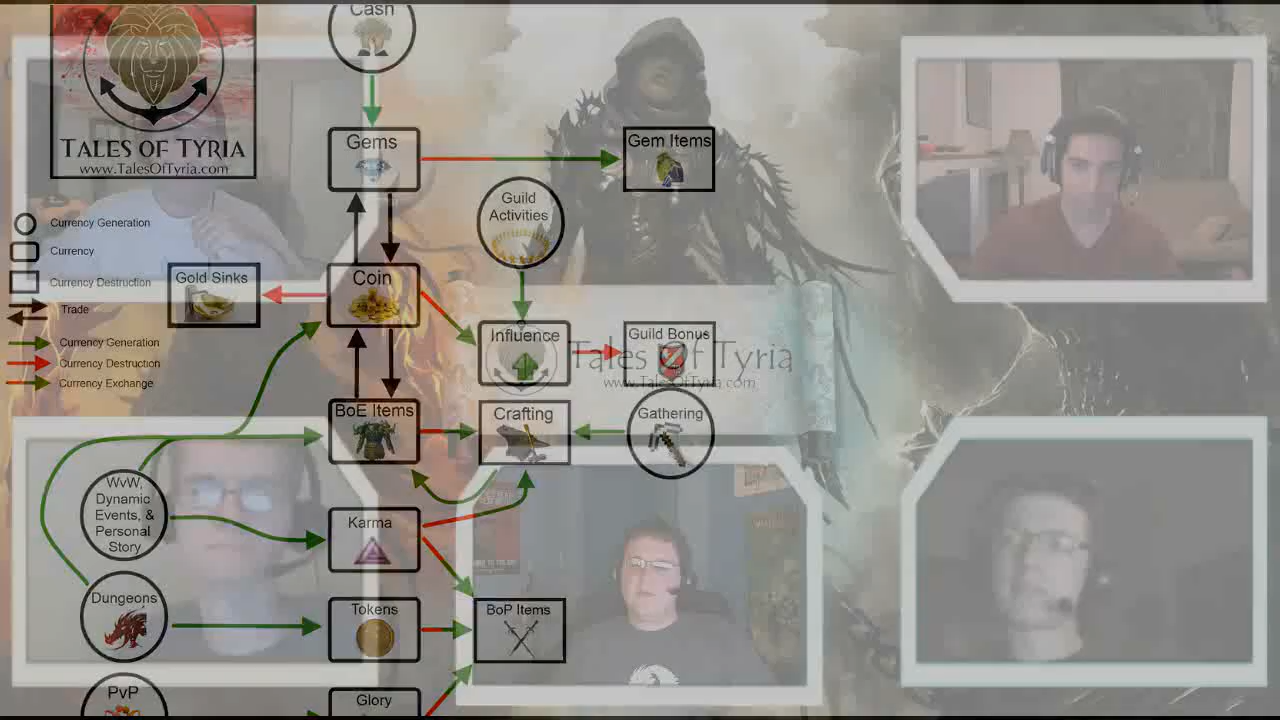 Cash
TALES OF TYRIA
www.TalesOfTyria.com
Gems
Gem Items
Guild
Activities
Currency Generation
Currency
Currency Destruction
Trade
Currency Generation
Currency Destruction
Currency Exchange
Gold Sinks
Coin
Influence
Guild Bonus
Tales Of Tyria
www.TalesOfTyria.com
BoE Items
Crafting
Gathering
WvW,
Dynamic
Events, &
Personal
Story
Karma
Dungeons
Tokens
BoP Items
PvP
Glory